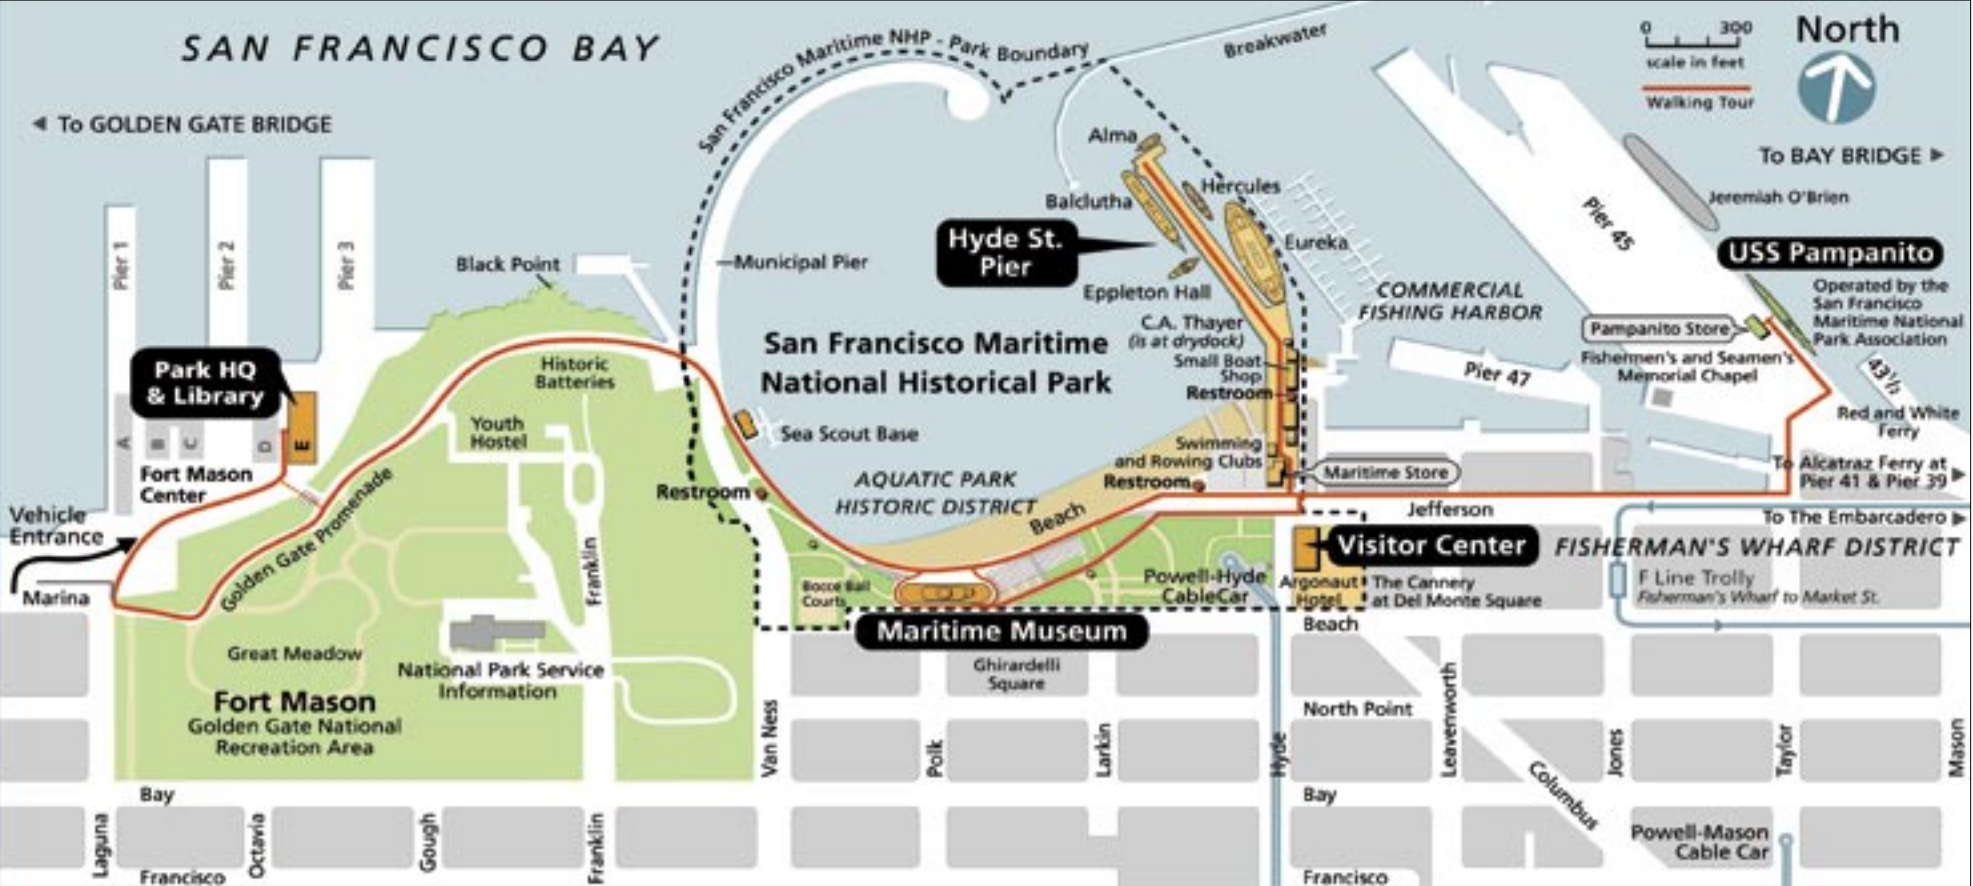 SAN FRANCISCO BAY
San Francisco Maritime NHP - Park Boundary
Breakwater
0 300
scale in feet
Walking Tour
North
To GOLDEN GATE BRIDGE
To BAY BRIDGE
Pier 1
Pier 2
Pier 3
Black Point
Municipal Pier
Alma
Balclutha
Hercules
Eureka
Hyde St.
Pier
Eppleton Hall
C.A. Thayer
(is at drydock)
Small Boat
Shop
Restroom
Swimming
and Rowing Clubs
Restroom
Maritime Store
COMMERCIAL
FISHING HARBOR
Pier 45
Jeremiah O'Brien
USS Pampanito
Operated by the
San Francisco
Maritime National
Park Association
Pampanito Store
Fishermen's and Seamen's
Memorial Chapel
Pier 47
43½
Red and White
Ferry
To Alcatraz Ferry at
Pier 41 & Pier 39
To The Embarcadero
San Francisco Maritime
National Historical Park
Park HQ
& Library
A
B
C
D
E
Fort Mason
Center
Historic
Batteries
Youth
Hostel
Sea Scout Base
Restroom
AQUATIC PARK
HISTORIC DISTRICT
Beach
Vehicle
Entrance
Marina
Golden Gate Promenade
Franklin
Jefferson
Visitor Center
FISHERMAN'S WHARF DISTRICT
Bocce Ball
Courts
Powell-Hyde
CableCar
Argonaut
Hotel
The Cannery
at Del Monte Square
F Line Trolly
Fisherman's Wharf to Market St.
Maritime Museum
Beach
Great Meadow
National Park Service
Information
Ghirardelli
Square
Fort Mason
Golden Gate National
Recreation Area
North Point
Van Ness
Polk
Larkin
Hyde
Leavenworth
Columbus
Jones
Taylor
Mason
Bay
Bay
Laguna
Octavia
Gough
Franklin
Powell-Mason
Cable Car
Francisco
Francisco